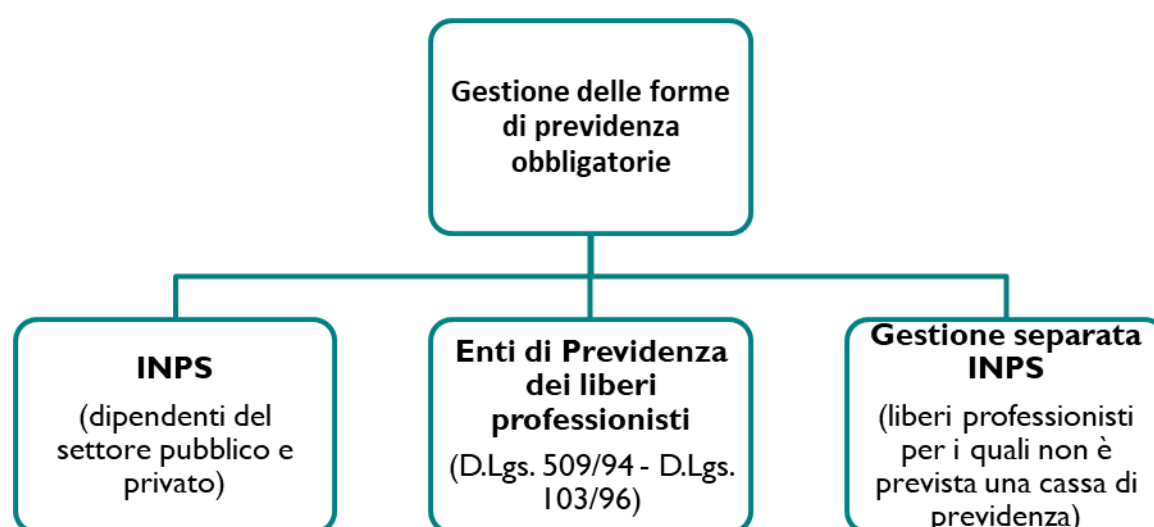 Gestione delle forme
di previdenza
obbligatorie
INPS
(dipendenti del
settore pubblico e
privato)
Enti di Previdenza
dei liberi
professionisti
(D.Lgs. 509/94 - D.Lgs.
103/96)
Gestione separata
INPS
(liberi professionisti
per i quali non è
prevista una cassa di
previdenza)